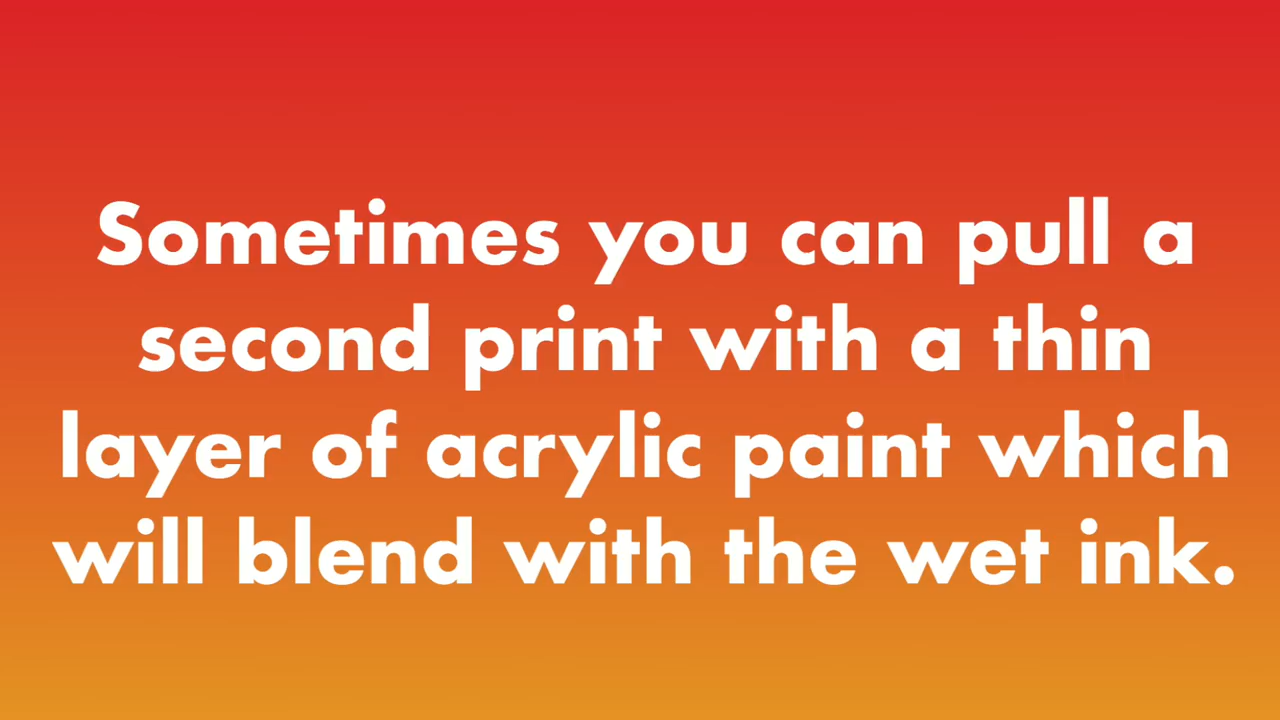 Sometimes you can pull a
second print with a thin
layer of acrylic paint which
will blend with the wet ink.